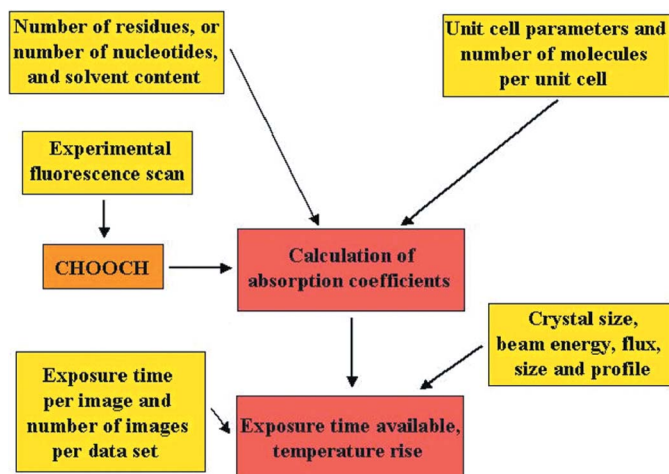 Number of residues, or
number of nucleotides,
and solvent content
Unit cell parameters and
number of molecules
per unit cell
Experimental
fluorescence scan
CHOOCH
Calculation of
absorption coefficients
Crystal size,
beam energy, flux,
size and profile
Exposure time
per image and
number of images
per data set
Exposure time available,
temperature rise